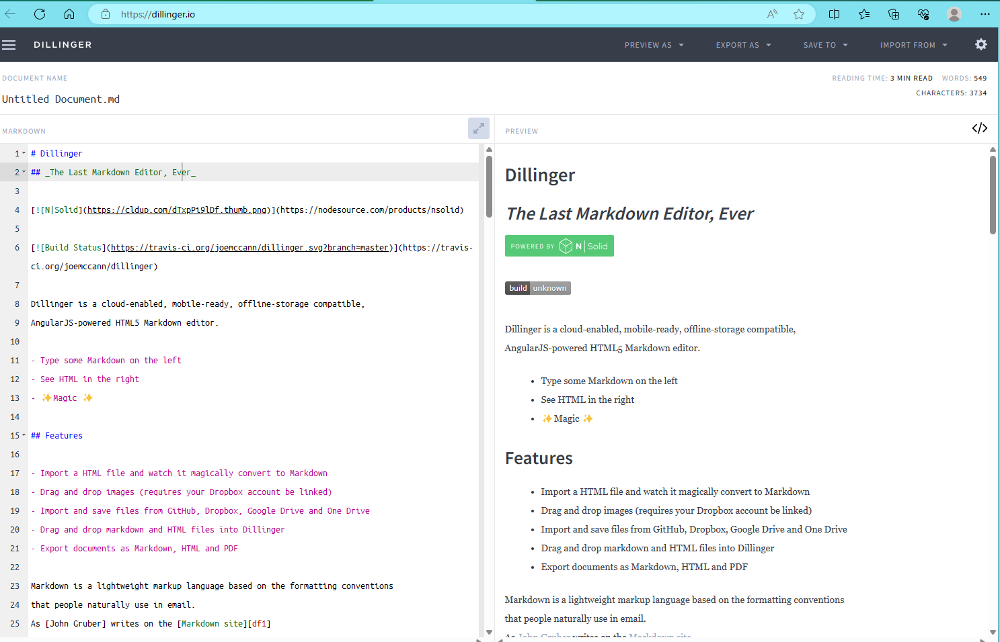 https://dillinger.io
DILLINGER
PREVIEW AS
EXPORT AS
SAVE TO
IMPORT FROM
DOCUMENT NAME
Untitled Document.md
READING TIME: 3 MIN READ WORDS: 549
CHARACTERS: 3734
MARKDOWN
1 # Dillinger
2 ## _The Last Markdown Editor, Ever_
3
4 [![N|Solid](https://cldup.com/dTxpPi9lDf.thumb.png)](https://nodesource.com/products/nsolid)
5
6 [![Build Status](https://travis-ci.org/joemccann/dillinger.svg?branch=master)](https://travis-
ci.org/joemccann/dillinger)
7
8 Dillinger is a cloud-enabled, mobile-ready, offline-storage compatible,
9 AngularJS-powered HTML5 Markdown editor.
10
11 - Type some Markdown on the left
12 - See HTML in the right
13 - ✨Magic ✨
14
15 ## Features
16
17 - Import a HTML file and watch it magically convert to Markdown
18 - Drag and drop images (requires your Dropbox account be linked)
19 - Import and save files from GitHub, Dropbox, Google Drive and One Drive
20 - Drag and drop markdown and HTML files into Dillinger
21 - Export documents as Markdown, HTML and PDF
22
23 Markdown is a lightweight markup language based on the formatting conventions
24 that people naturally use in email.
25 As [John Gruber] writes on the [Markdown site][df1]
PREVIEW
</>
Dillinger
The Last Markdown Editor, Ever
POWERED BY N | Solid
build unknown
Dillinger is a cloud-enabled, mobile-ready, offline-storage compatible,
AngularJS-powered HTML5 Markdown editor.
• Type some Markdown on the left
• See HTML in the right
• ✨Magic ✨
Features
• Import a HTML file and watch it magically convert to Markdown
• Drag and drop images (requires your Dropbox account be linked)
• Import and save files from GitHub, Dropbox, Google Drive and One Drive
• Drag and drop markdown and HTML files into Dillinger
• Export documents as Markdown, HTML and PDF
Markdown is a lightweight markup language based on the formatting conventions
that people naturally use in email.
As John Gruber writes on the Markdown site